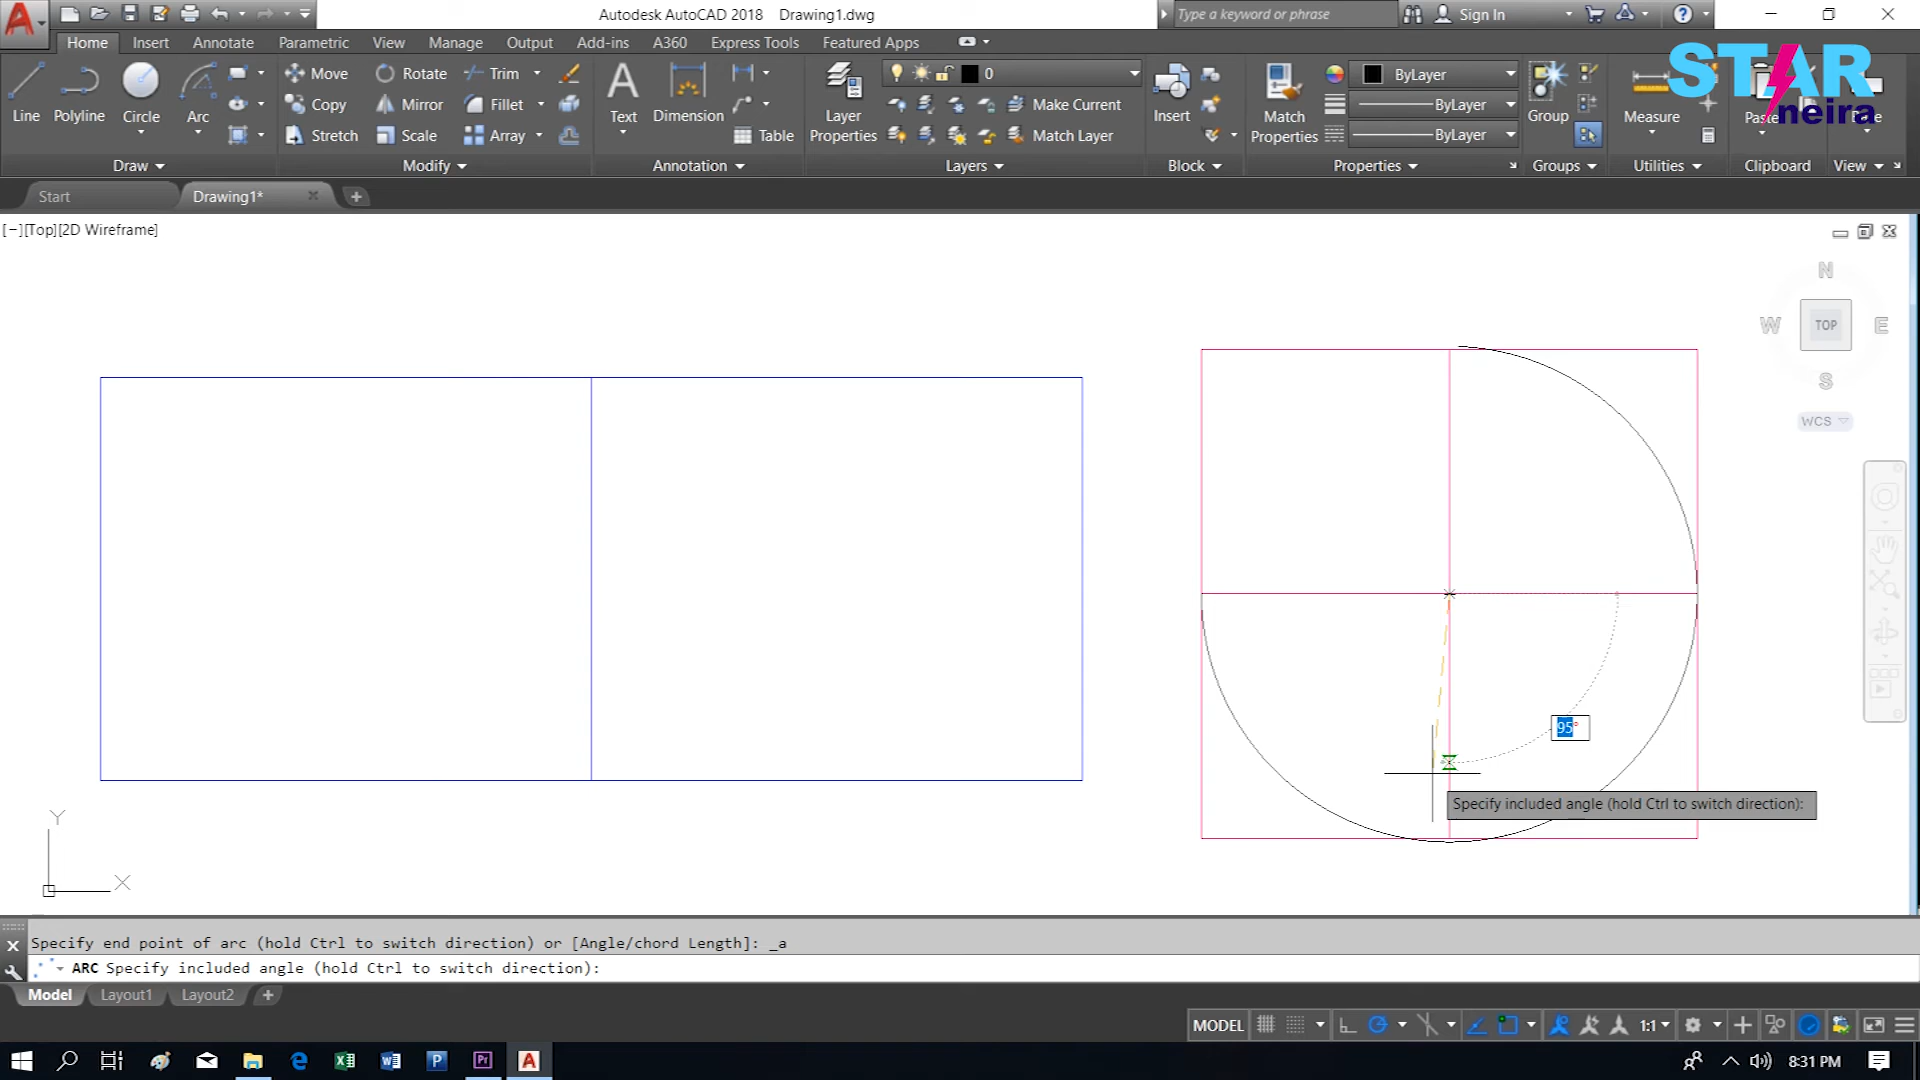 Autodesk AutoCAD 2018 Drawing1.dwg
Type a keyword or phrase
Sign In
Home Insert Annotate Parametric View Manage Output Add-ins A360 Express Tools Featured Apps
STAR
neira
Line Polyline Circle Arc
Move Rotate Trim
Copy Mirror Fillet
Stretch Scale Array
Text Dimension Table
Layer Properties
0
Make Current
Match Layer
Insert
Match Properties
ByLayer
ByLayer
ByLayer
Group
Measure
Paste
Base
Draw Modify Annotation Layers Block Properties Groups Utilities Clipboard View
Start Drawing1*
[−][Top][2D Wireframe]
N
W TOP E
S
WCS
95°
Specify included angle (hold Ctrl to switch direction):
Y
X
Specify end point of arc (hold Ctrl to switch direction) or [Angle/chord Length]: _a
ARC Specify included angle (hold Ctrl to switch direction):
Model Layout1 Layout2
MODEL 1:1
8:31 PM